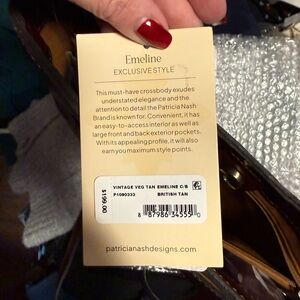 Emeline
EXCLUSIVE STYLE
This must-have crossbody exudes
understated elegance and the
attention to detail the Patricia Nash
Brand is known for. Convenient, it has
an easy-to-access interior as well as
large front and back exterior pockets.
With its appealing profile, it will
earn you maximum style points.
$199.00
VINTAGE VEG TAN EMELINE C/B
P1090333
BRITISH TAN
8 87986 34555 0
patricianashdesigns.com